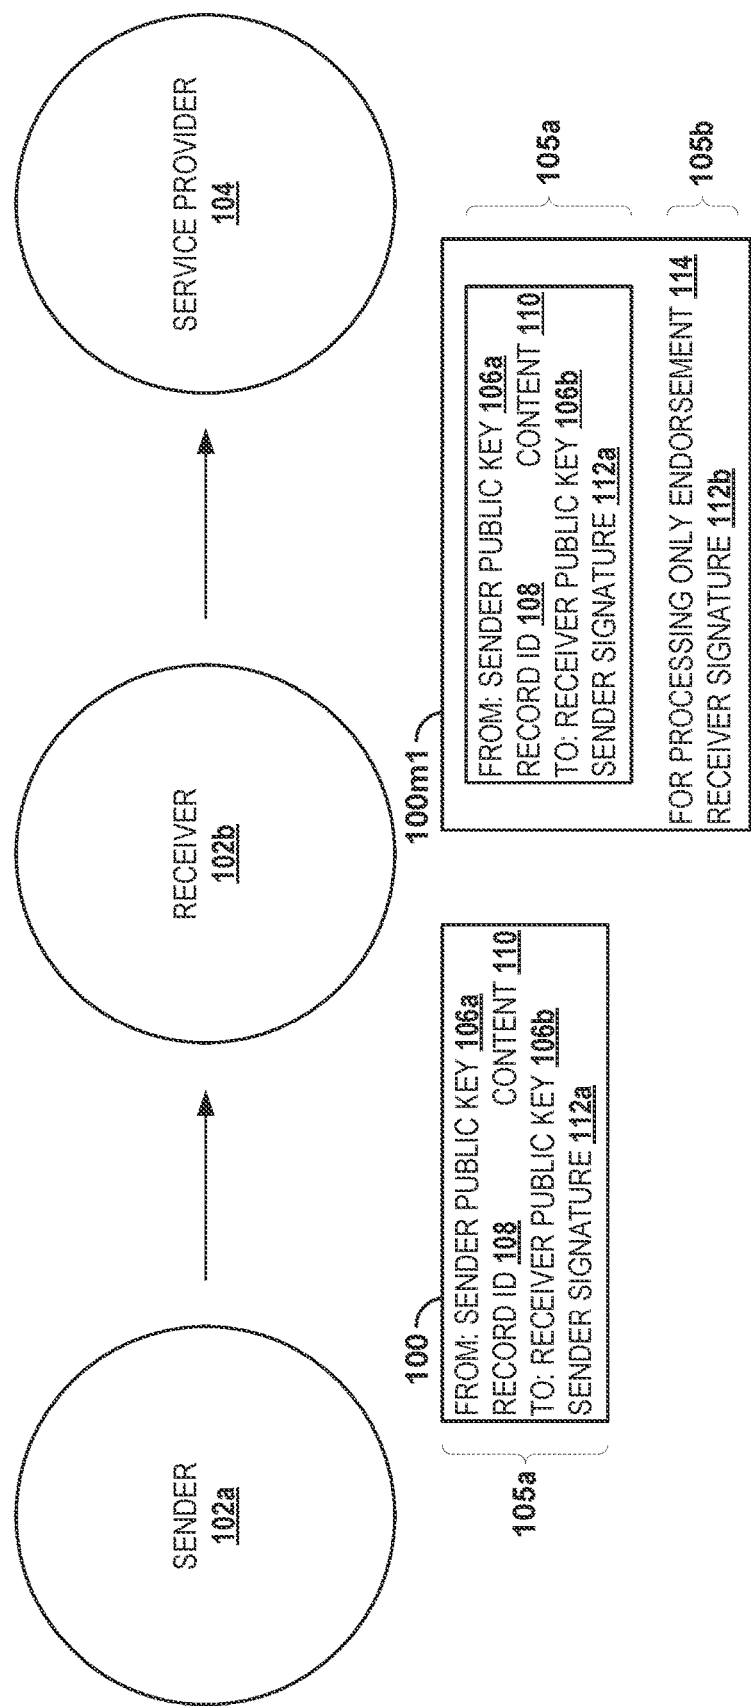 SENDER
102a
RECEIVER
102b
SERVICE PROVIDER
104
100
105a
FROM: SENDER PUBLIC KEY 106a
RECORD ID 108 CONTENT 110
TO: RECEIVER PUBLIC KEY 106b
SENDER SIGNATURE 112a
100m1
FROM: SENDER PUBLIC KEY 106a
RECORD ID 108 CONTENT 110
TO: RECEIVER PUBLIC KEY 106b
SENDER SIGNATURE 112a
105a
FOR PROCESSING ONLY ENDORSEMENT 114
RECEIVER SIGNATURE 112b
105b